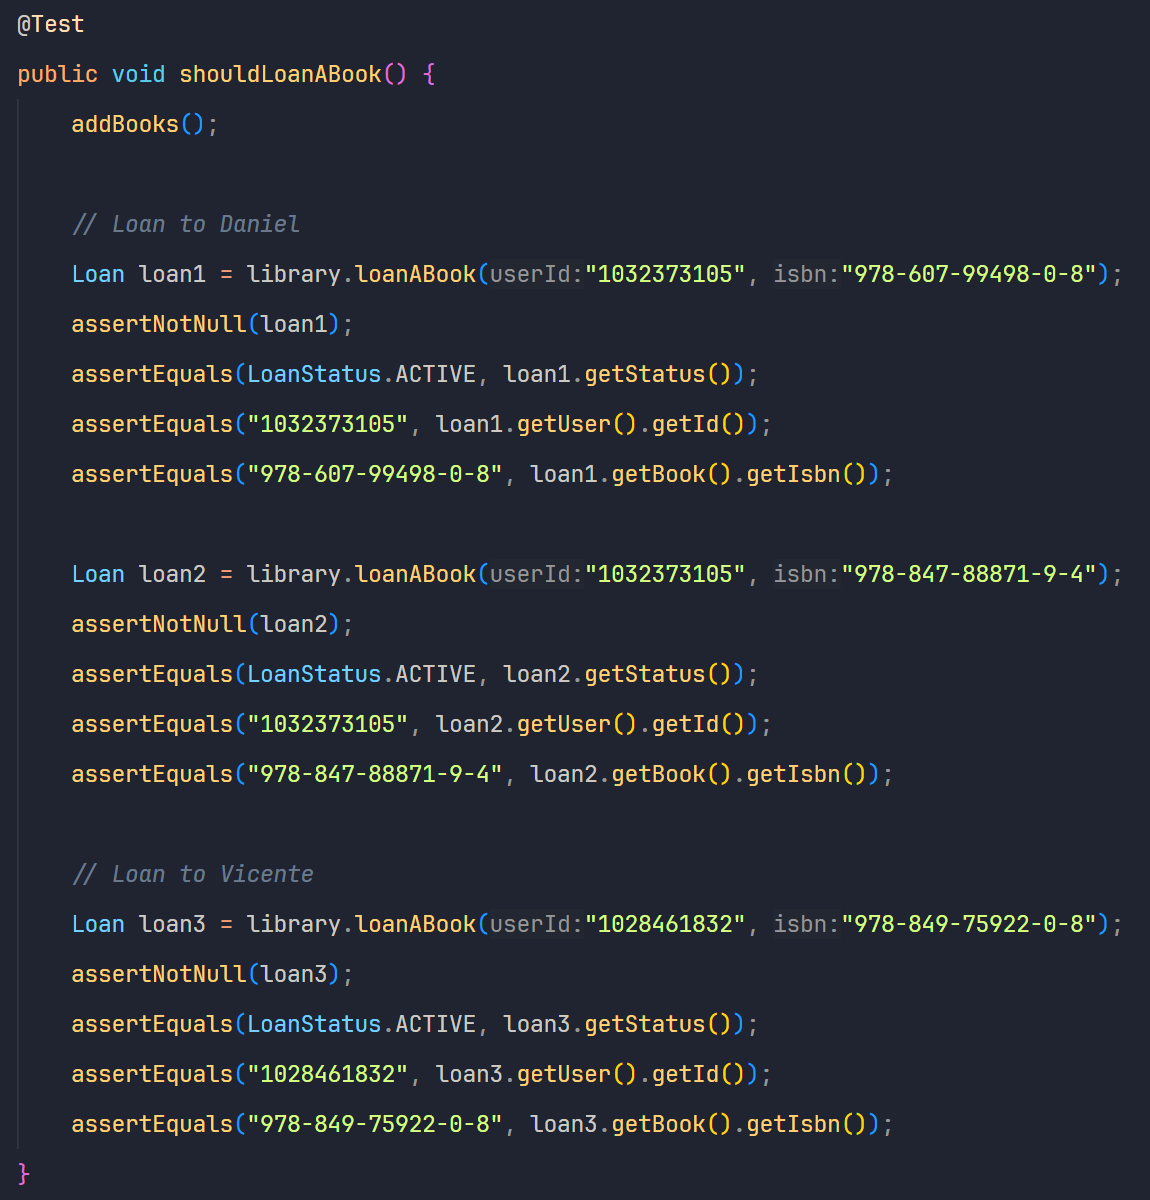 @Test
public void shouldLoanABook() {
addBooks();
// Loan to Daniel
Loan loan1 = library.loanABook(userId:"1032373105", isbn:"978-607-99498-0-8");
assertNotNull(loan1);
assertEquals(LoanStatus.ACTIVE, loan1.getStatus());
assertEquals("1032373105", loan1.getUser().getId());
assertEquals("978-607-99498-0-8", loan1.getBook().getIsbn());
Loan loan2 = library.loanABook(userId:"1032373105", isbn:"978-847-88871-9-4");
assertNotNull(loan2);
assertEquals(LoanStatus.ACTIVE, loan2.getStatus());
assertEquals("1032373105", loan2.getUser().getId());
assertEquals("978-847-88871-9-4", loan2.getBook().getIsbn());
// Loan to Vicente
Loan loan3 = library.loanABook(userId:"1028461832", isbn:"978-849-75922-0-8");
assertNotNull(loan3);
assertEquals(LoanStatus.ACTIVE, loan3.getStatus());
assertEquals("1028461832", loan3.getUser().getId());
assertEquals("978-849-75922-0-8", loan3.getBook().getIsbn());
}